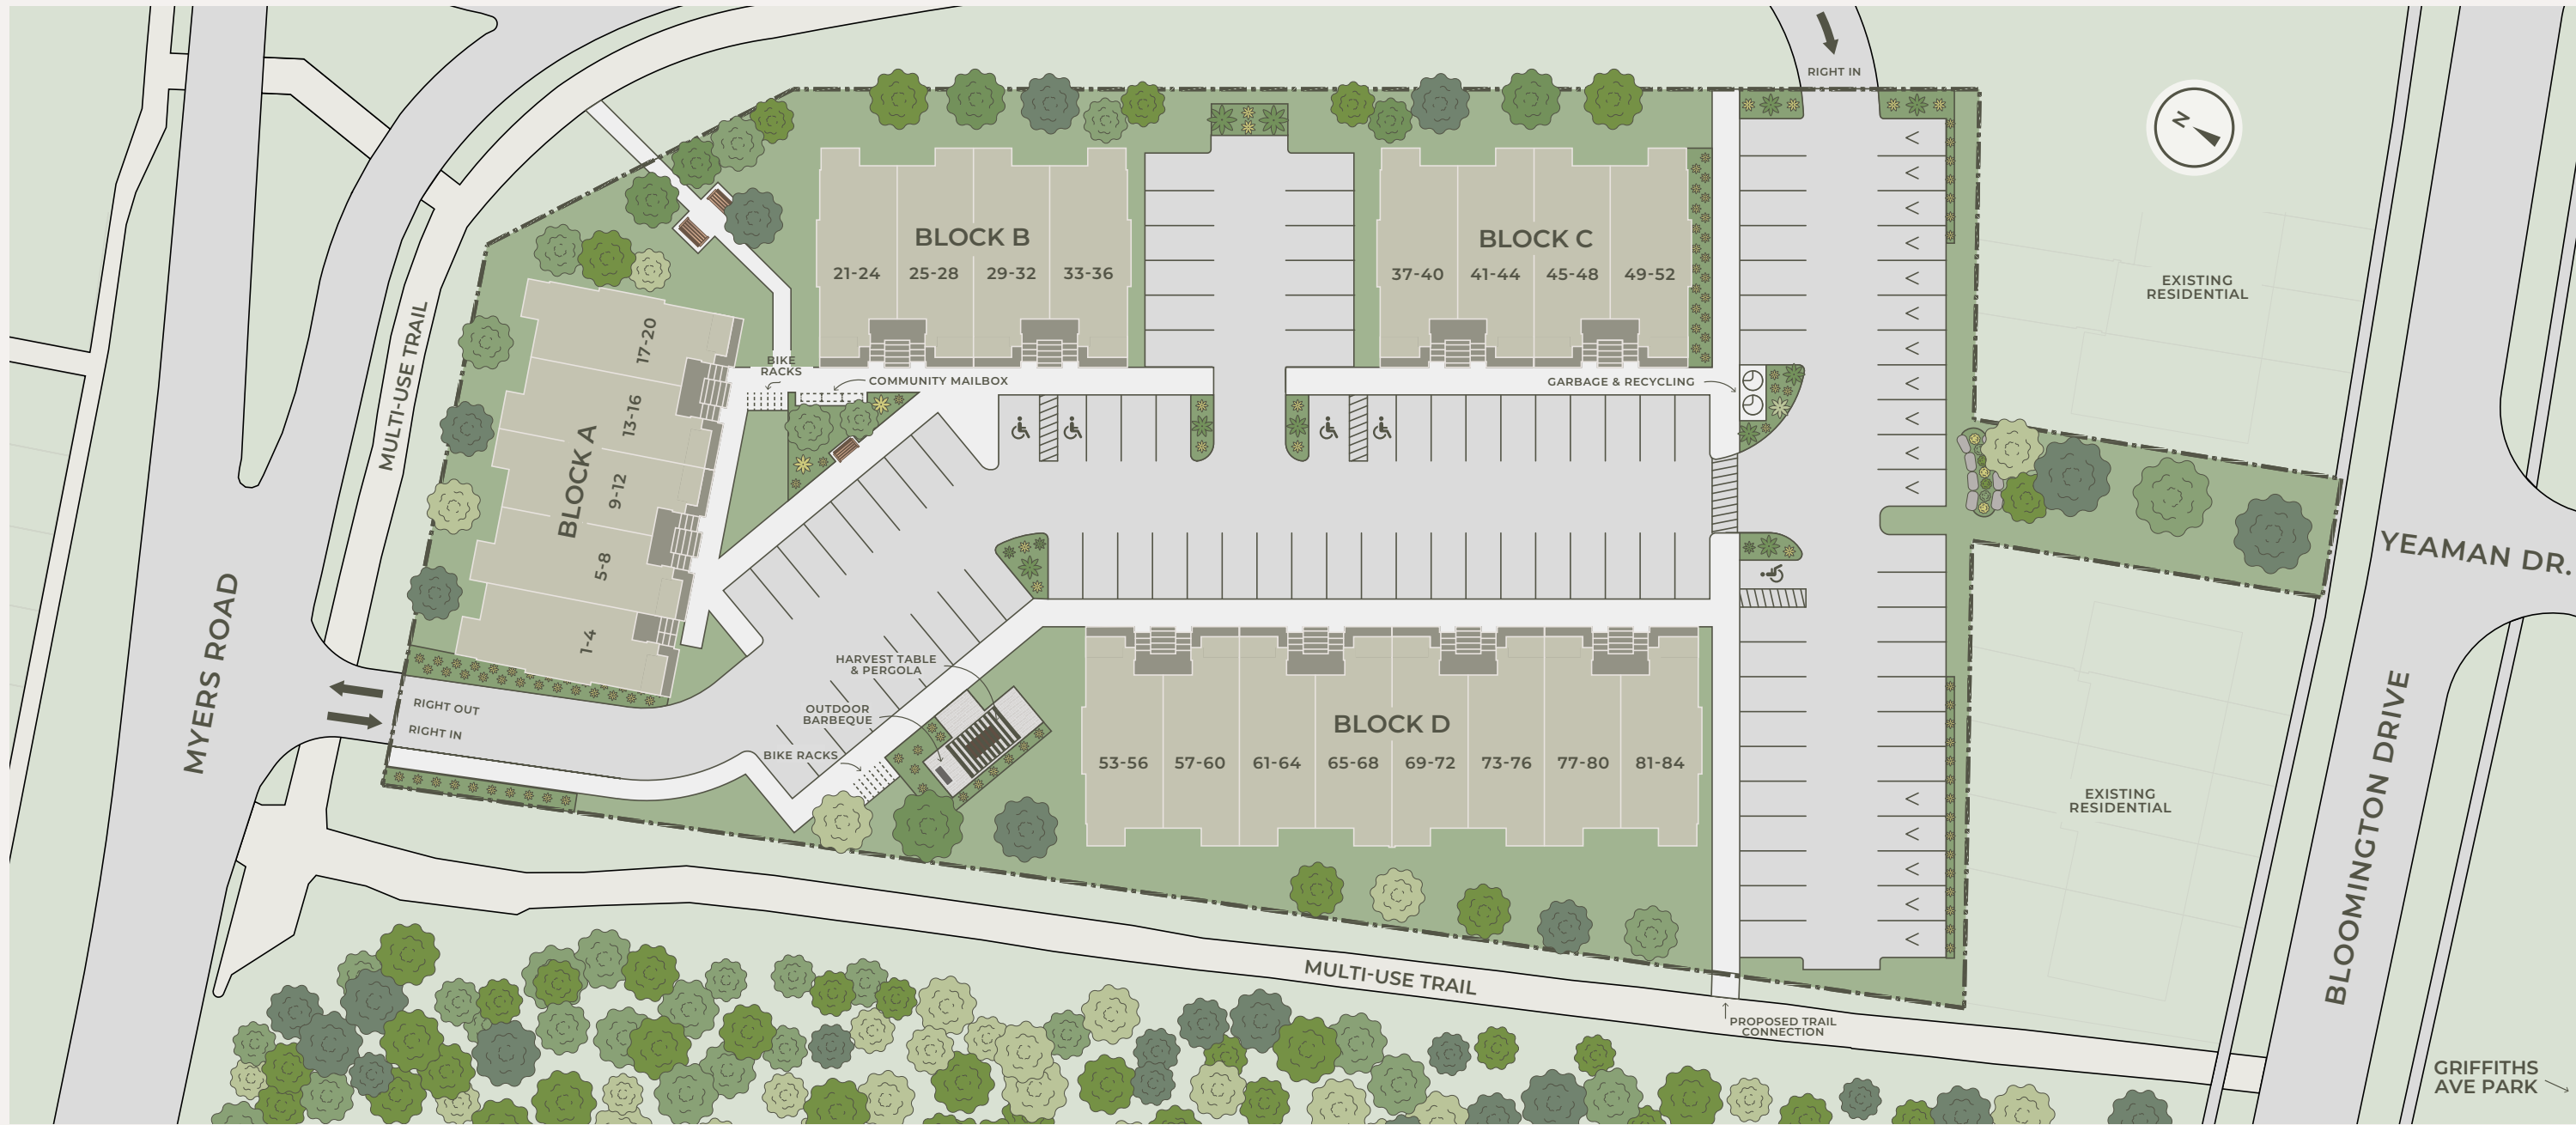 RIGHT IN
N
EXISTING
RESIDENTIAL
MULTI-USE TRAIL
BLOCK B
21-24 25-28 29-32 33-36
BLOCK C
37-40 41-44 45-48 49-52
BIKE
RACKS
COMMUNITY MAILBOX
GARBAGE & RECYCLING
BLOCK A
17-20
13-16
9-12
5-8
1-4
YEAMAN DR.
MYERS ROAD
RIGHT OUT
RIGHT IN
HARVEST TABLE
& PERGOLA
OUTDOOR
BARBEQUE
BIKE RACKS
BLOCK D
53-56 57-60 61-64 65-68 69-72 73-76 77-80 81-84
EXISTING
RESIDENTIAL
BLOOMINGTON DRIVE
MULTI-USE TRAIL
PROPOSED TRAIL
CONNECTION
GRIFFITHS
AVE PARK